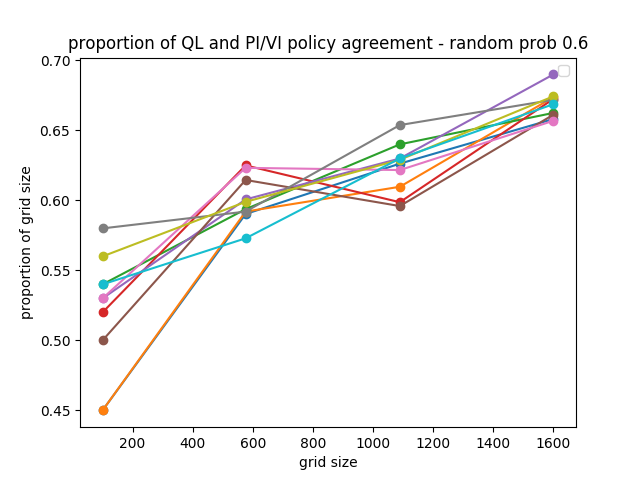 proportion of QL and PI/VI policy agreement - random prob 0.6
proportion of grid size
0.70
0.65
0.60
0.55
0.50
0.45
200 400 600 800 1000 1200 1400 1600
grid size